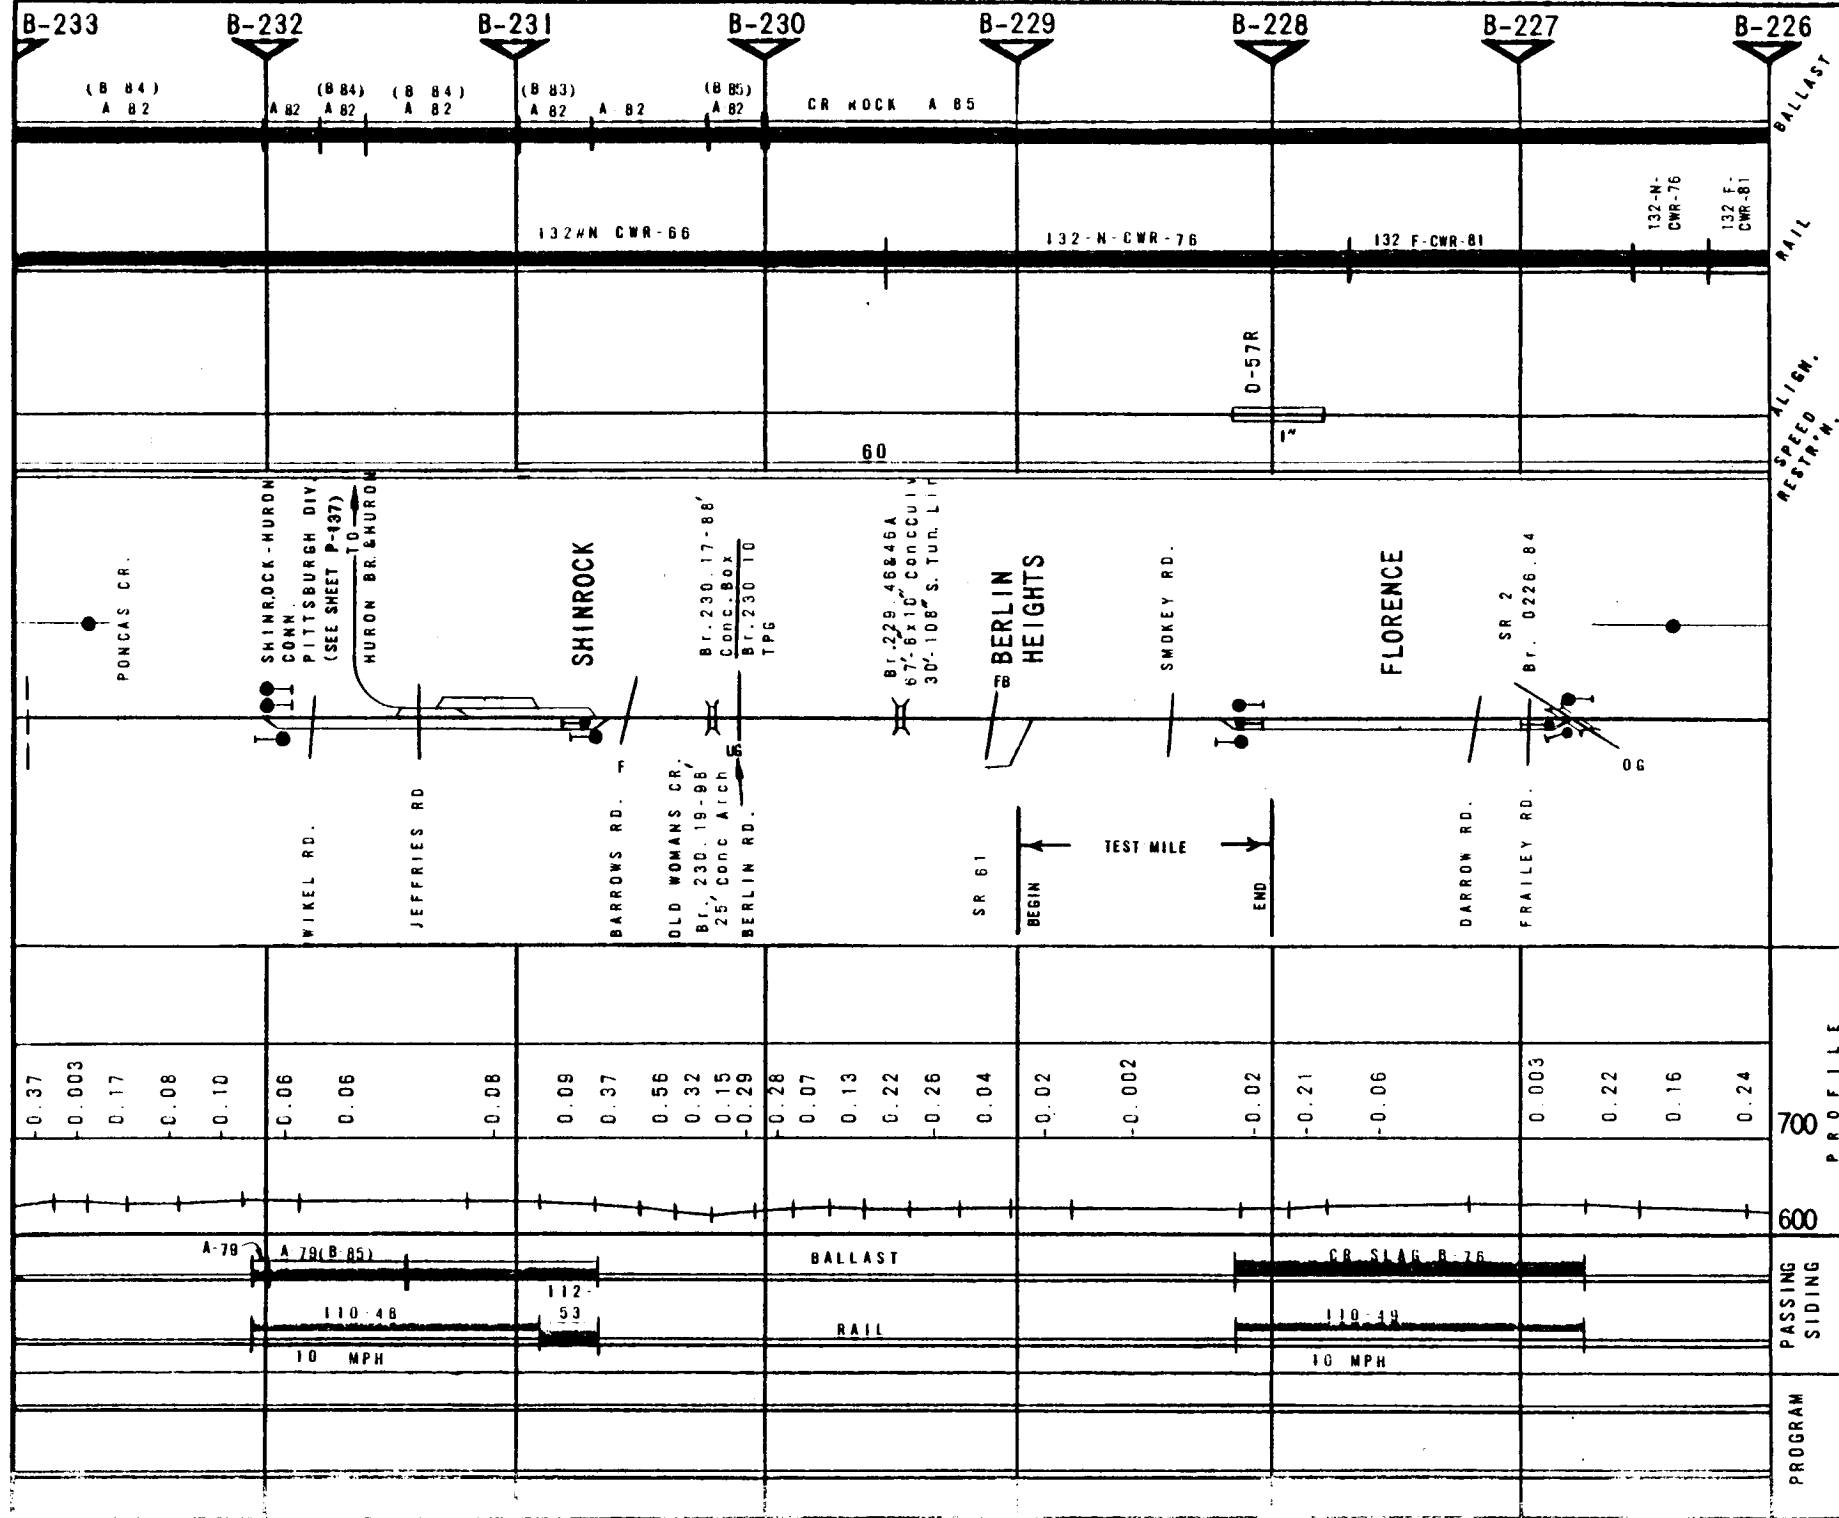 B-233 B-232 B-231 B-230 B-229 B-228 B-227 B-226
(B 84) (B 84) (B 84) (B 83) (B 85)
A 82 A 82 A 82 A 82 A 82 A 82 A 82 CR ROCK A 85
BALLAST
132#N CWR-66 132-N-CWR-76 132 F-CWR-81
132-N-
CWR-76
132 F-
CWR-81
RAIL
D-57R
1"
ALIGN.
60
SPEED
RESTR'N.
PONCAS CR.
SHINROCK-HURON
CONN.
PITTSBURGH DIV.
(SEE SHEET P-137)
TO
HURON BR.&HURON
SHINROCK
Br.230.17-88'
Conc.Box
Br.230 10
TPG
Br.229.46&46A
30'-108" S. Tun.
BERLIN
HEIGHTS
SMOKEY RD.
FLORENCE
SR 2
Br. 0226.84
FB
F
UG
OG
WIKEL RD.
JEFFRIES RD
BARROWS RD.
OLD WOMANS CR.
Br. 230.19-98'
25' Conc Arch
BERLIN RD.
SR 61
BEGIN
TEST MILE
END
DARROW RD.
FRAILEY RD.
0.37 0.003 0.17 0.08 0.10 0.06 0.06 0.08 0.09 0.37 0.56 0.32 0.15 0.29 0.28 0.07 0.13 0.22 0.26 0.04 -0.02 -0.002 -0.02 -0.21 -0.06 0.003 0.22 0.16 0.24
700
PROFILE
600
A-79 A 79(B-85) BALLAST CR SLAG B-76
112-
110-48 53 RAIL 110-49
10 MPH 10 MPH
PASSING
SIDING
PROGRAM